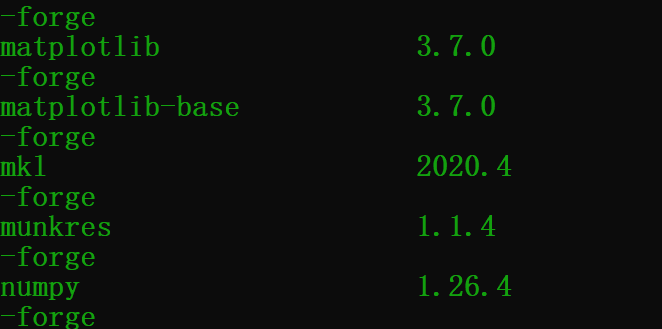 -forge
matplotlib 3.7.0
-forge
matplotlib-base 3.7.0
-forge
mkl 2020.4
-forge
munkres 1.1.4
-forge
numpy 1.26.4
-forge